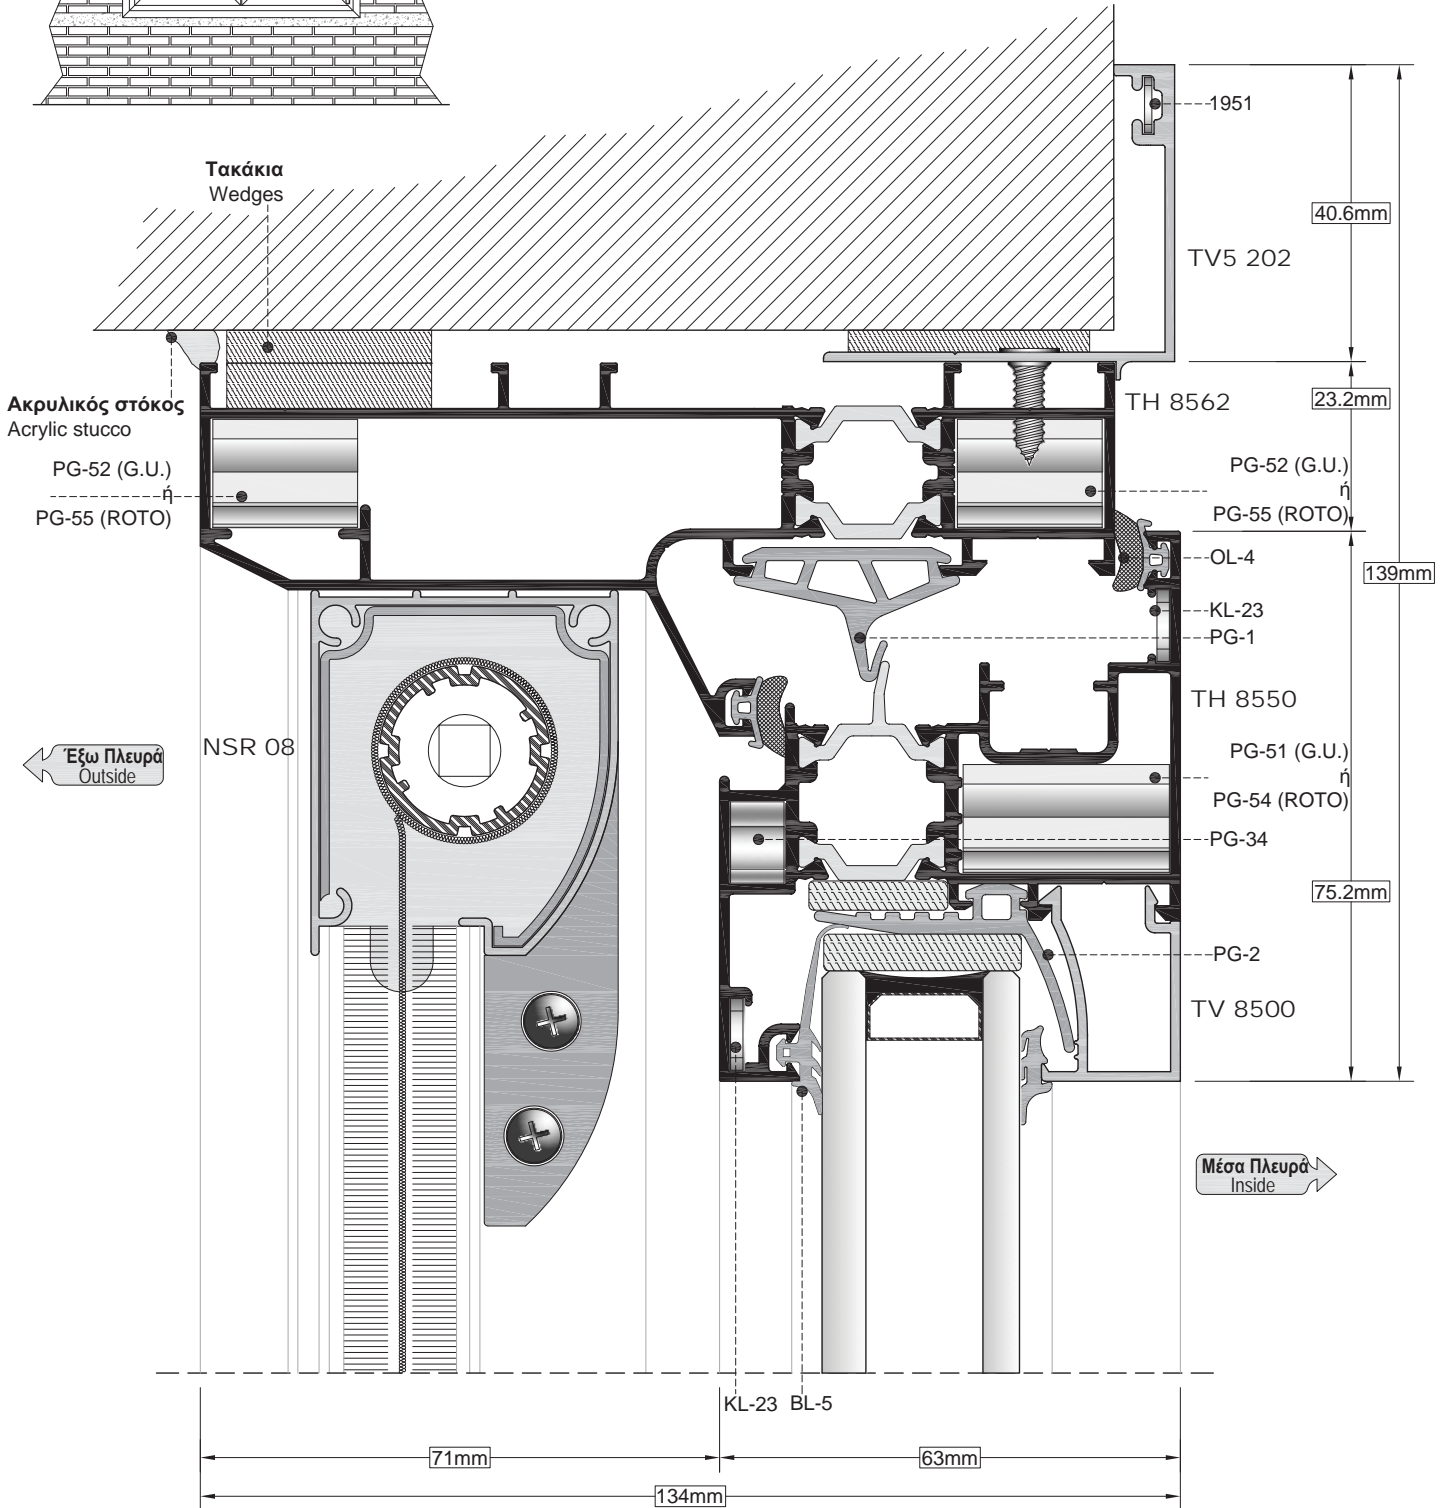 1951
40.6mm
Τακάκια
Wedges
TV5 202
Ακρυλικός στόκος
Acrylic stucco
TH 8562
23.2mm
PG-52 (G.U.)
ή
PG-55 (ROTO)
PG-52 (G.U.)
ή
PG-55 (ROTO)
OL-4
139mm
KL-23
PG-1
TH 8550
NSR 08
Έξω Πλευρά
Outside
PG-51 (G.U.)
ή
PG-54 (ROTO)
PG-34
75.2mm
PG-2
TV 8500
Μέσα Πλευρά
Inside
KL-23
BL-5
71mm
63mm
134mm